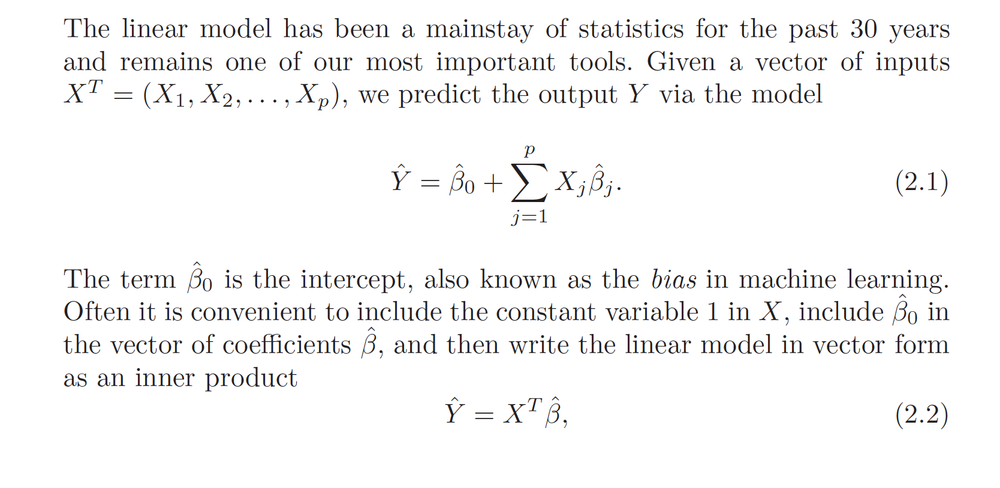 The linear model has been a mainstay of statistics for the past 30 years
and remains one of our most important tools. Given a vector of inputs
$X^T = (X_1, X_2, \ldots, X_p)$, we predict the output $Y$ via the model
$\hat{Y} = \hat{\beta}_0 + \sum_{j=1}^{p} X_j \hat{\beta}_j.$ (2.1)
The term $\hat{\beta}_0$ is the intercept, also known as the bias in machine learning.
Often it is convenient to include the constant variable 1 in $X$, include $\hat{\beta}_0$ in
the vector of coefficients $\hat{\beta}$, and then write the linear model in vector form
as an inner product
$\hat{Y} = X^T \hat{\beta},$ (2.2)